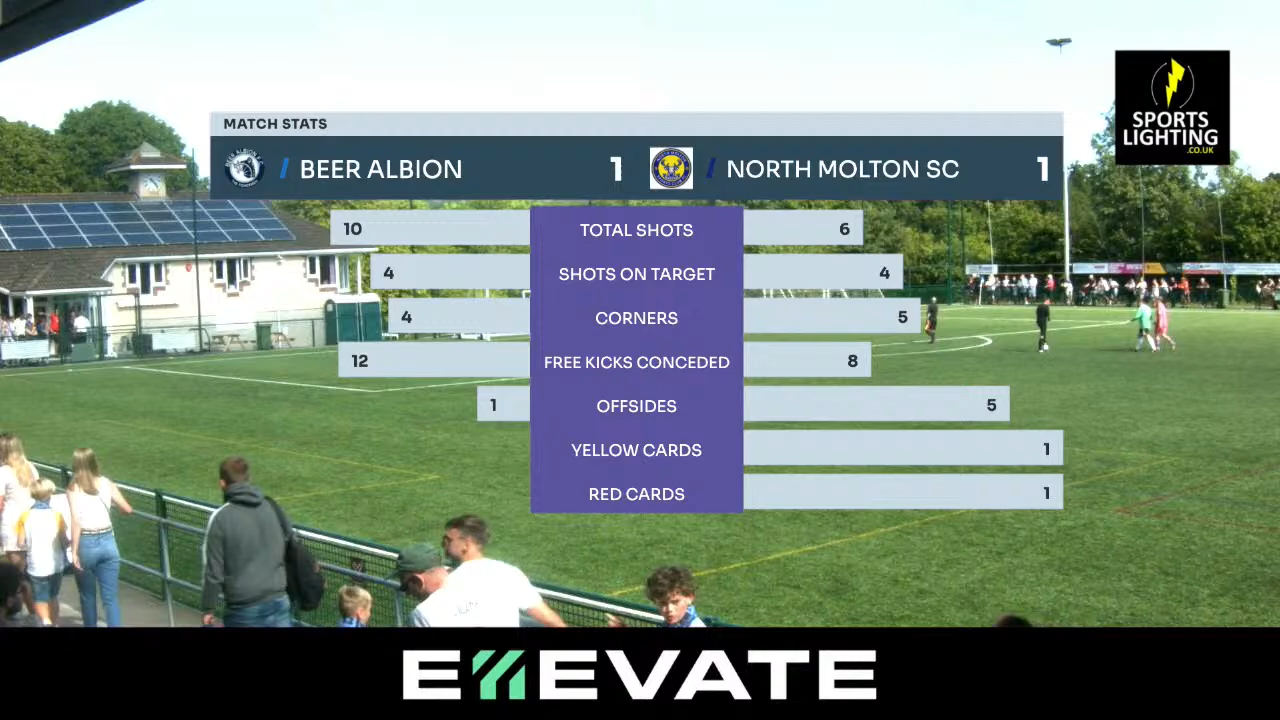 SPORTS
LIGHTING
.CO.UK
MATCH STATS
BEER ALBION 1 NORTH MOLTON SC 1
10 TOTAL SHOTS 6
4 SHOTS ON TARGET 4
4 CORNERS 5
12 FREE KICKS CONCEDED 8
1 OFFSIDES 5
YELLOW CARDS 1
RED CARDS 1
ELEVATE